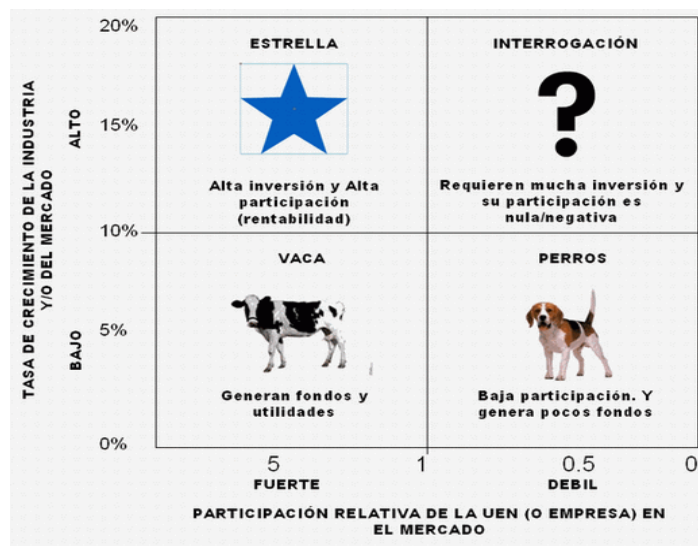 20%
ESTRELLA
INTERROGACIÓN
?
15%
Alta inversión y Alta
participación
(rentabilidad)
Requieren mucha inversión y
su participación es
nula/negativa
10%
VACA
PERROS
5%
Generan fondos y
utilidades
Baja participación. Y
genera pocos fondos
0%
TASA DE CRECIMIENTO DE LA INDUSTRIA
Y/O DEL MERCADO
ALTO
BAJO
5
1
0.5
0
FUERTE
DEBIL
PARTICIPACIÓN RELATIVA DE LA UEN (O EMPRESA) EN
EL MERCADO